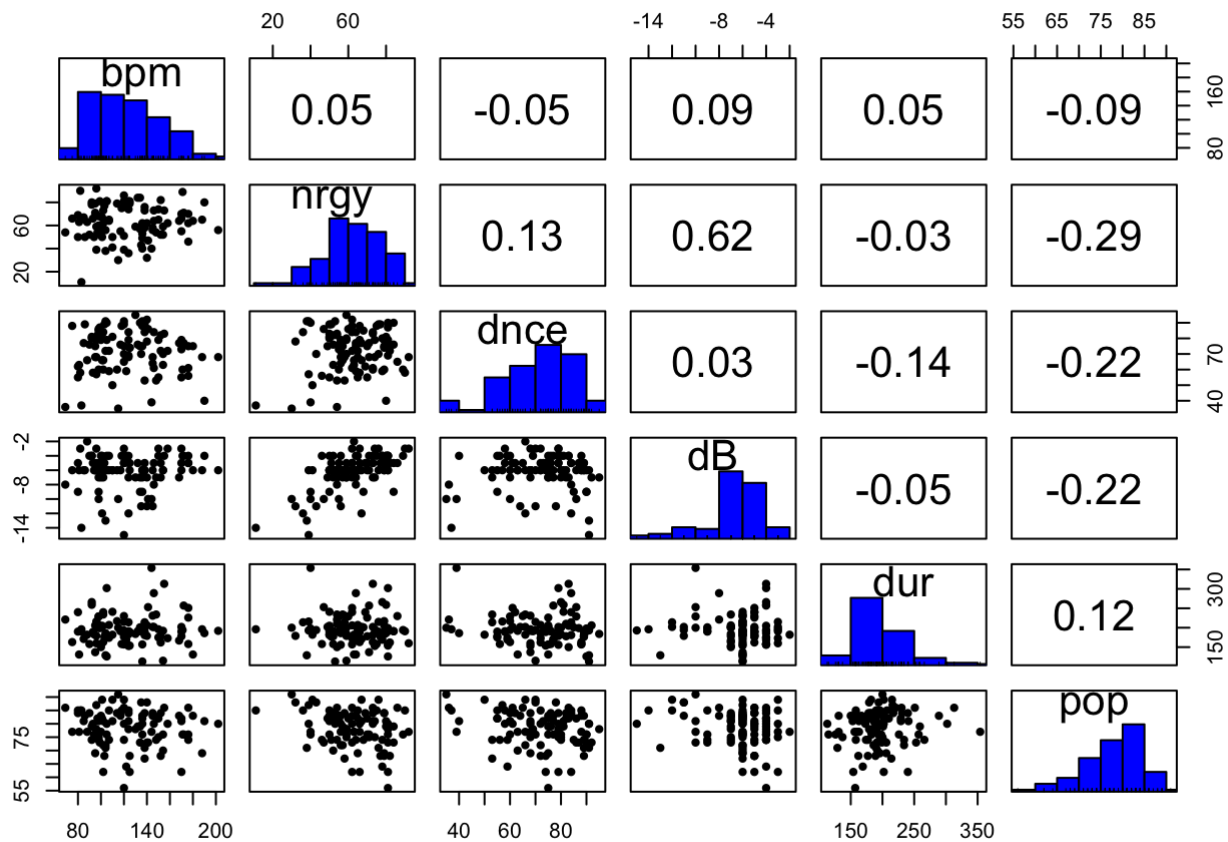 20 60 -14 -8 -4 55 65 75 85
bpm 0.05 -0.05 0.09 0.05 -0.09 80 160
20 60 nrgy 0.13 0.62 -0.03 -0.29
dnce 0.03 -0.14 -0.22 40 70
-14 -8 -2 dB -0.05 -0.22
dur 0.12 150 300
55 75 pop
80 140 200 40 60 80 150 250 350